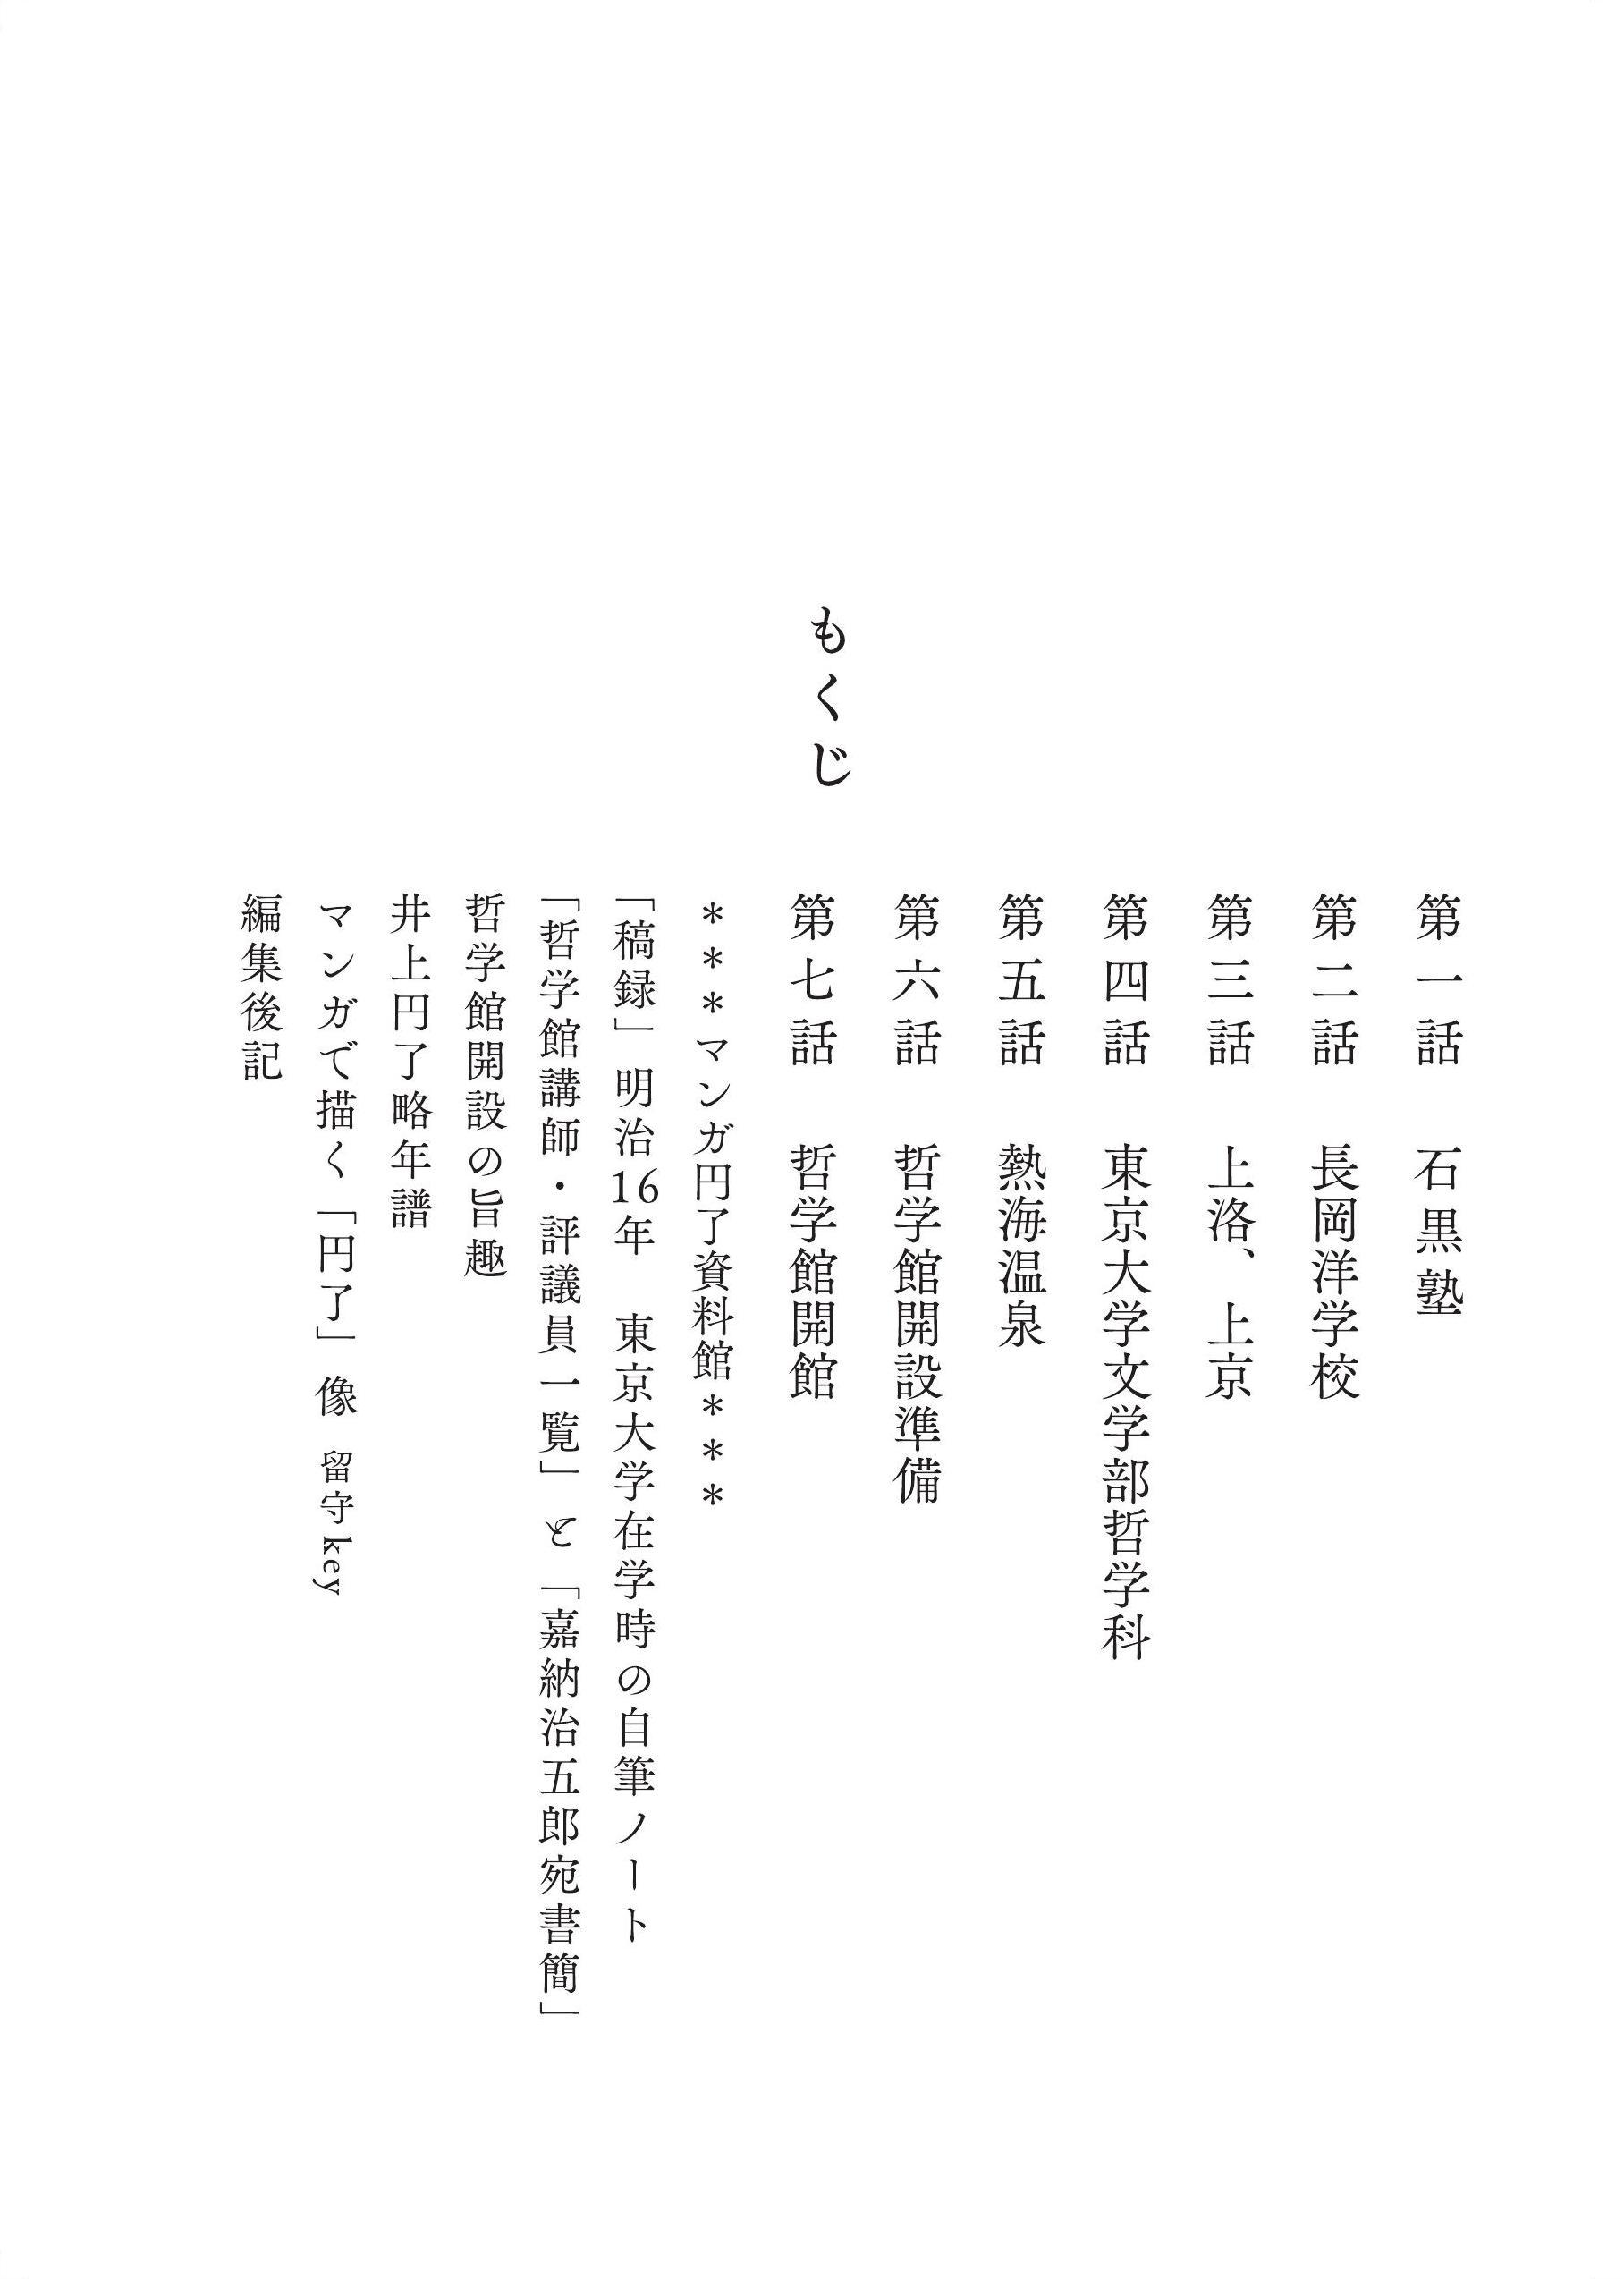 もくじ
第一話　石黒塾
第二話　長岡洋学校
第三話　上洛、上京
第四話　東京大学文学部哲学科
第五話　熱海温泉
第六話　哲学館開設準備
第七話　哲学館開館
＊＊＊マンガ円了資料館＊＊＊
「稿録」明治16年　東京大学在学時の自筆ノート
「哲学館講師・評議員一覧」と「嘉納治五郎宛書簡」
哲学館開設の旨趣
井上円了略年譜
マンガで描く「円了」像　留守key
編集後記